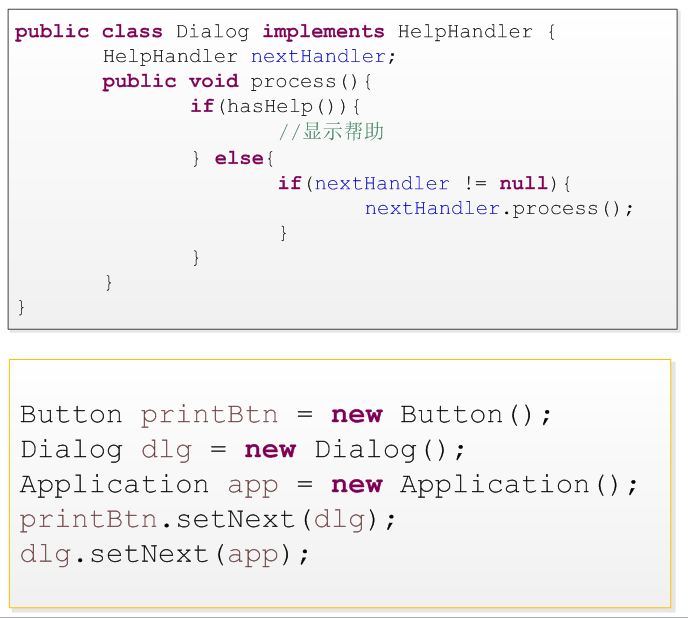 public class Dialog implements HelpHandler {
HelpHandler nextHandler;
public void process(){
if(hasHelp()){
//显示帮助
} else{
if(nextHandler != null){
nextHandler.process();
}
}
}
}
Button printBtn = new Button();
Dialog dlg = new Dialog();
Application app = new Application();
printBtn.setNext(dlg);
dlg.setNext(app);